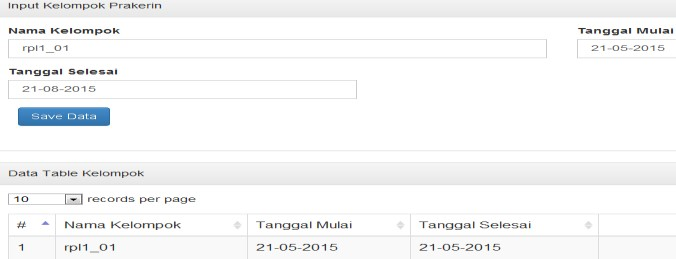 Input Kelompok Prakerin
Nama Kelompok Tanggal Mulai
rpl1_01 21-05-2015
Tanggal Selesai
21-08-2015
Save Data
Data Table Kelompok
10 records per page
# Nama Kelompok Tanggal Mulai Tanggal Selesai
1 rpl1_01 21-05-2015 21-05-2015